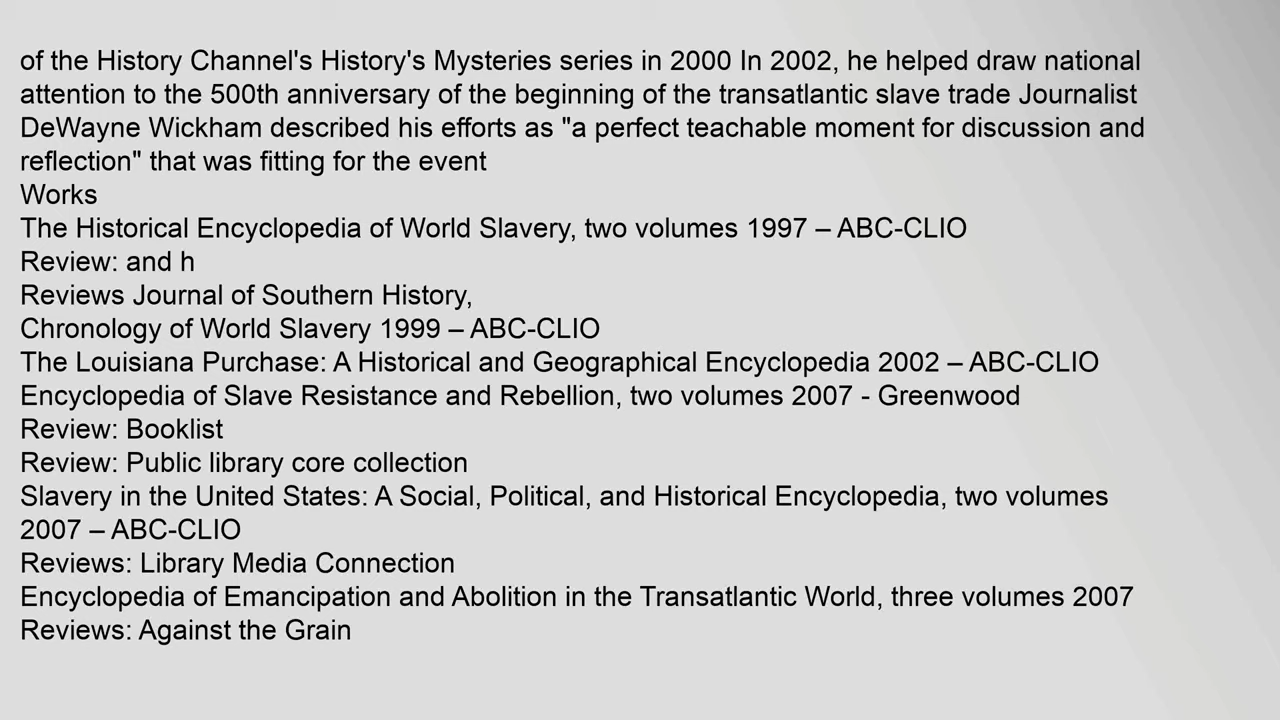 of the History Channel's History's Mysteries series in 2000 In 2002, he helped draw national
attention to the 500th anniversary of the beginning of the transatlantic slave trade Journalist
DeWayne Wickham described his efforts as "a perfect teachable moment for discussion and
reflection" that was fitting for the event
Works
The Historical Encyclopedia of World Slavery, two volumes 1997 – ABC-CLIO
Review: and h
Reviews Journal of Southern History,
Chronology of World Slavery 1999 – ABC-CLIO
The Louisiana Purchase: A Historical and Geographical Encyclopedia 2002 – ABC-CLIO
Encyclopedia of Slave Resistance and Rebellion, two volumes 2007 - Greenwood
Review: Booklist
Review: Public library core collection
Slavery in the United States: A Social, Political, and Historical Encyclopedia, two volumes
2007 – ABC-CLIO
Reviews: Library Media Connection
Encyclopedia of Emancipation and Abolition in the Transatlantic World, three volumes 2007
Reviews: Against the Grain